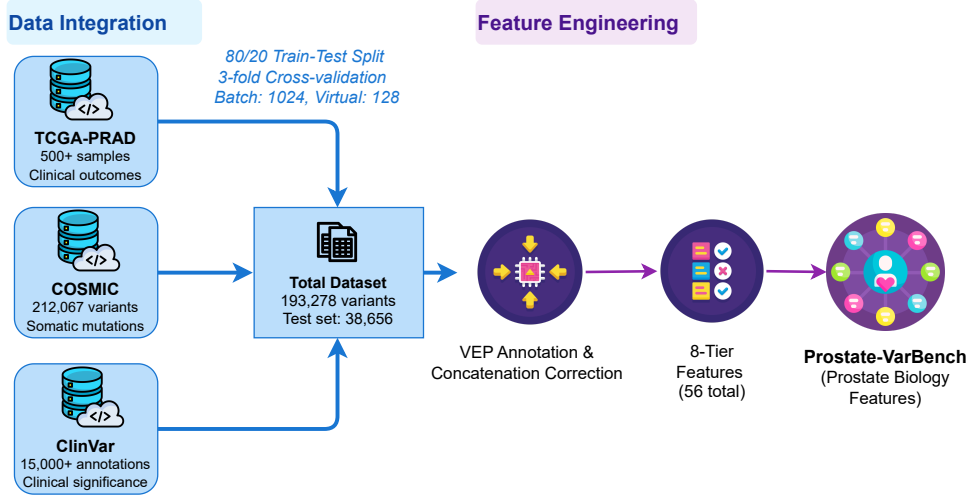 Data Integration
Feature Engineering
80/20 Train-Test Split
3-fold Cross-validation
Batch: 1024, Virtual: 128
</>
TCGA-PRAD
500+ samples
Clinical outcomes
</>
COSMIC
212,067 variants
Somatic mutations
</>
ClinVar
15,000+ annotations
Clinical significance
Total Dataset
193,278 variants
Test set: 38,656
VEP Annotation &
Concatenation Correction
8-Tier
Features
(56 total)
Prostate-VarBench
(Prostate Biology
Features)